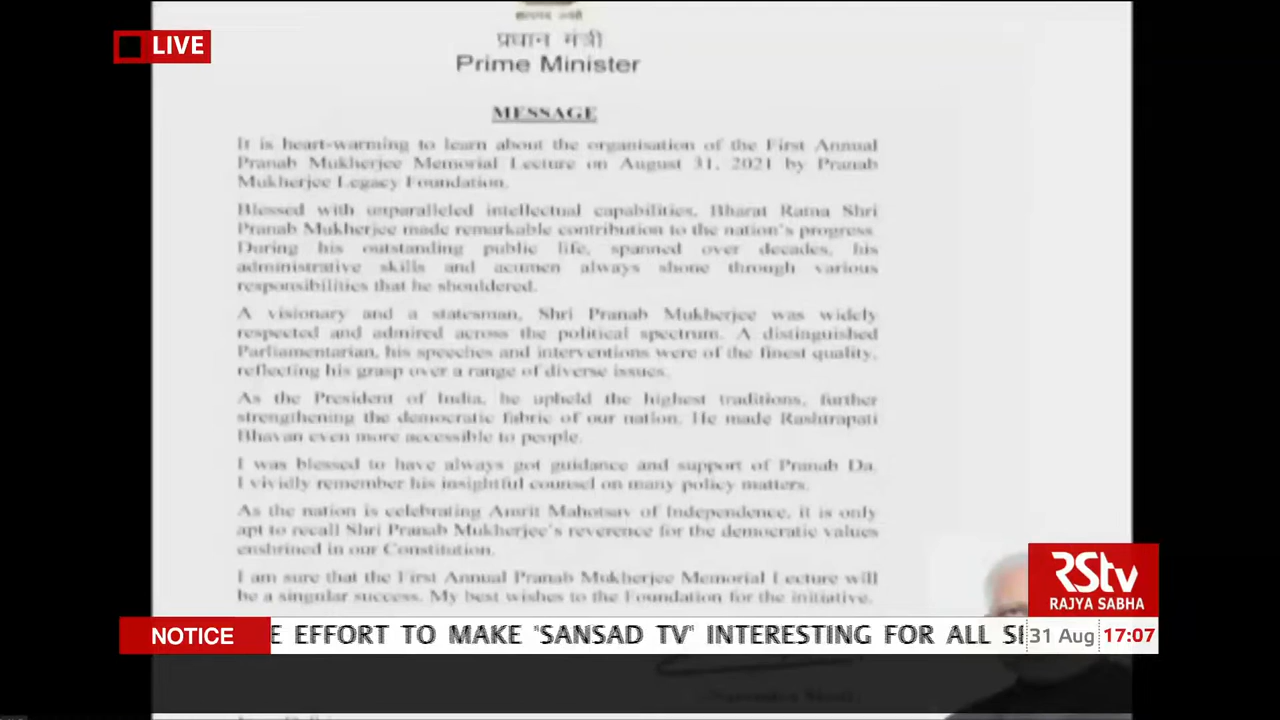 LIVE
प्रधान मंत्री
Prime Minister
MESSAGE
It is heart-warming to learn about the organisation of the First Annual
Pranab Mukherjee Memorial Lecture on August 31, 2021 by Pranab
Mukherjee Legacy Foundation.
Blessed with unparalleled intellectual capabilities, Bharat Ratna Shri
Pranab Mukherjee made remarkable contribution to the nation's progress.
During his outstanding public life, spanned over decades, his
administrative skills and acumen always shone through various
responsibilities that he shouldered.
A visionary and a statesman, Shri Pranab Mukherjee was widely
respected and admired across the political spectrum. A distinguished
Parliamentarian, his speeches and interventions were of the finest quality,
reflecting his grasp over a range of diverse issues.
As the President of India, he upheld the highest traditions, further
strengthening the democratic fabric of our nation. He made Rashtrapati
Bhavan even more accessible to people.
I was blessed to have always got guidance and support of Pranab Da.
I vividly remember his insightful counsel on many policy matters.
As the nation is celebrating Amrit Mahotsav of Independence, it is only
apt to recall Shri Pranab Mukherjee's reverence for the democratic values
enshrined in our Constitution.
I am sure that the First Annual Pranab Mukherjee Memorial Lecture will
be a singular success. My best wishes to the Foundation for the initiative.
RStv
RAJYA SABHA
NOTICE
E EFFORT TO MAKE 'SANSAD TV' INTERESTING FOR ALL
31 Aug 17:07